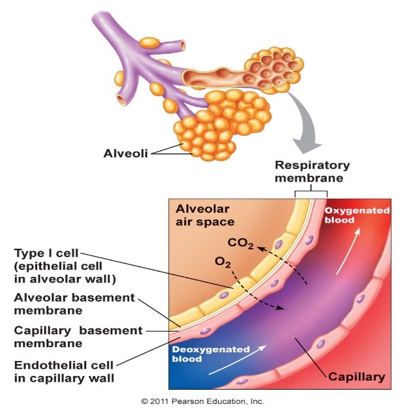 Alveoli
Respiratory
membrane
Alveolar
air space
Oxygenated
blood
CO2
O2
Type I cell
(epithelial cell
in alveolar wall)
Alveolar basement
membrane
Capillary basement
membrane
Endothelial cell
in capillary wall
Deoxygenated
blood
Capillary
© 2011 Pearson Education, Inc.